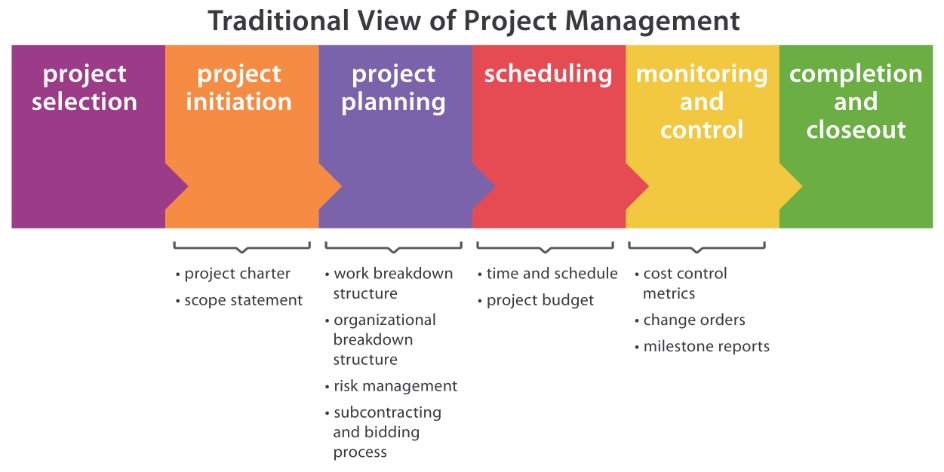 Traditional View of Project Management
project
selection
project
initiation
project
planning
scheduling
monitoring
and
control
completion
and
closeout
• project charter
• scope statement
• work breakdown
structure
• organizational
breakdown
structure
• risk management
• subcontracting
and bidding
process
• time and schedule
• project budget
• cost control
metrics
• change orders
• milestone reports